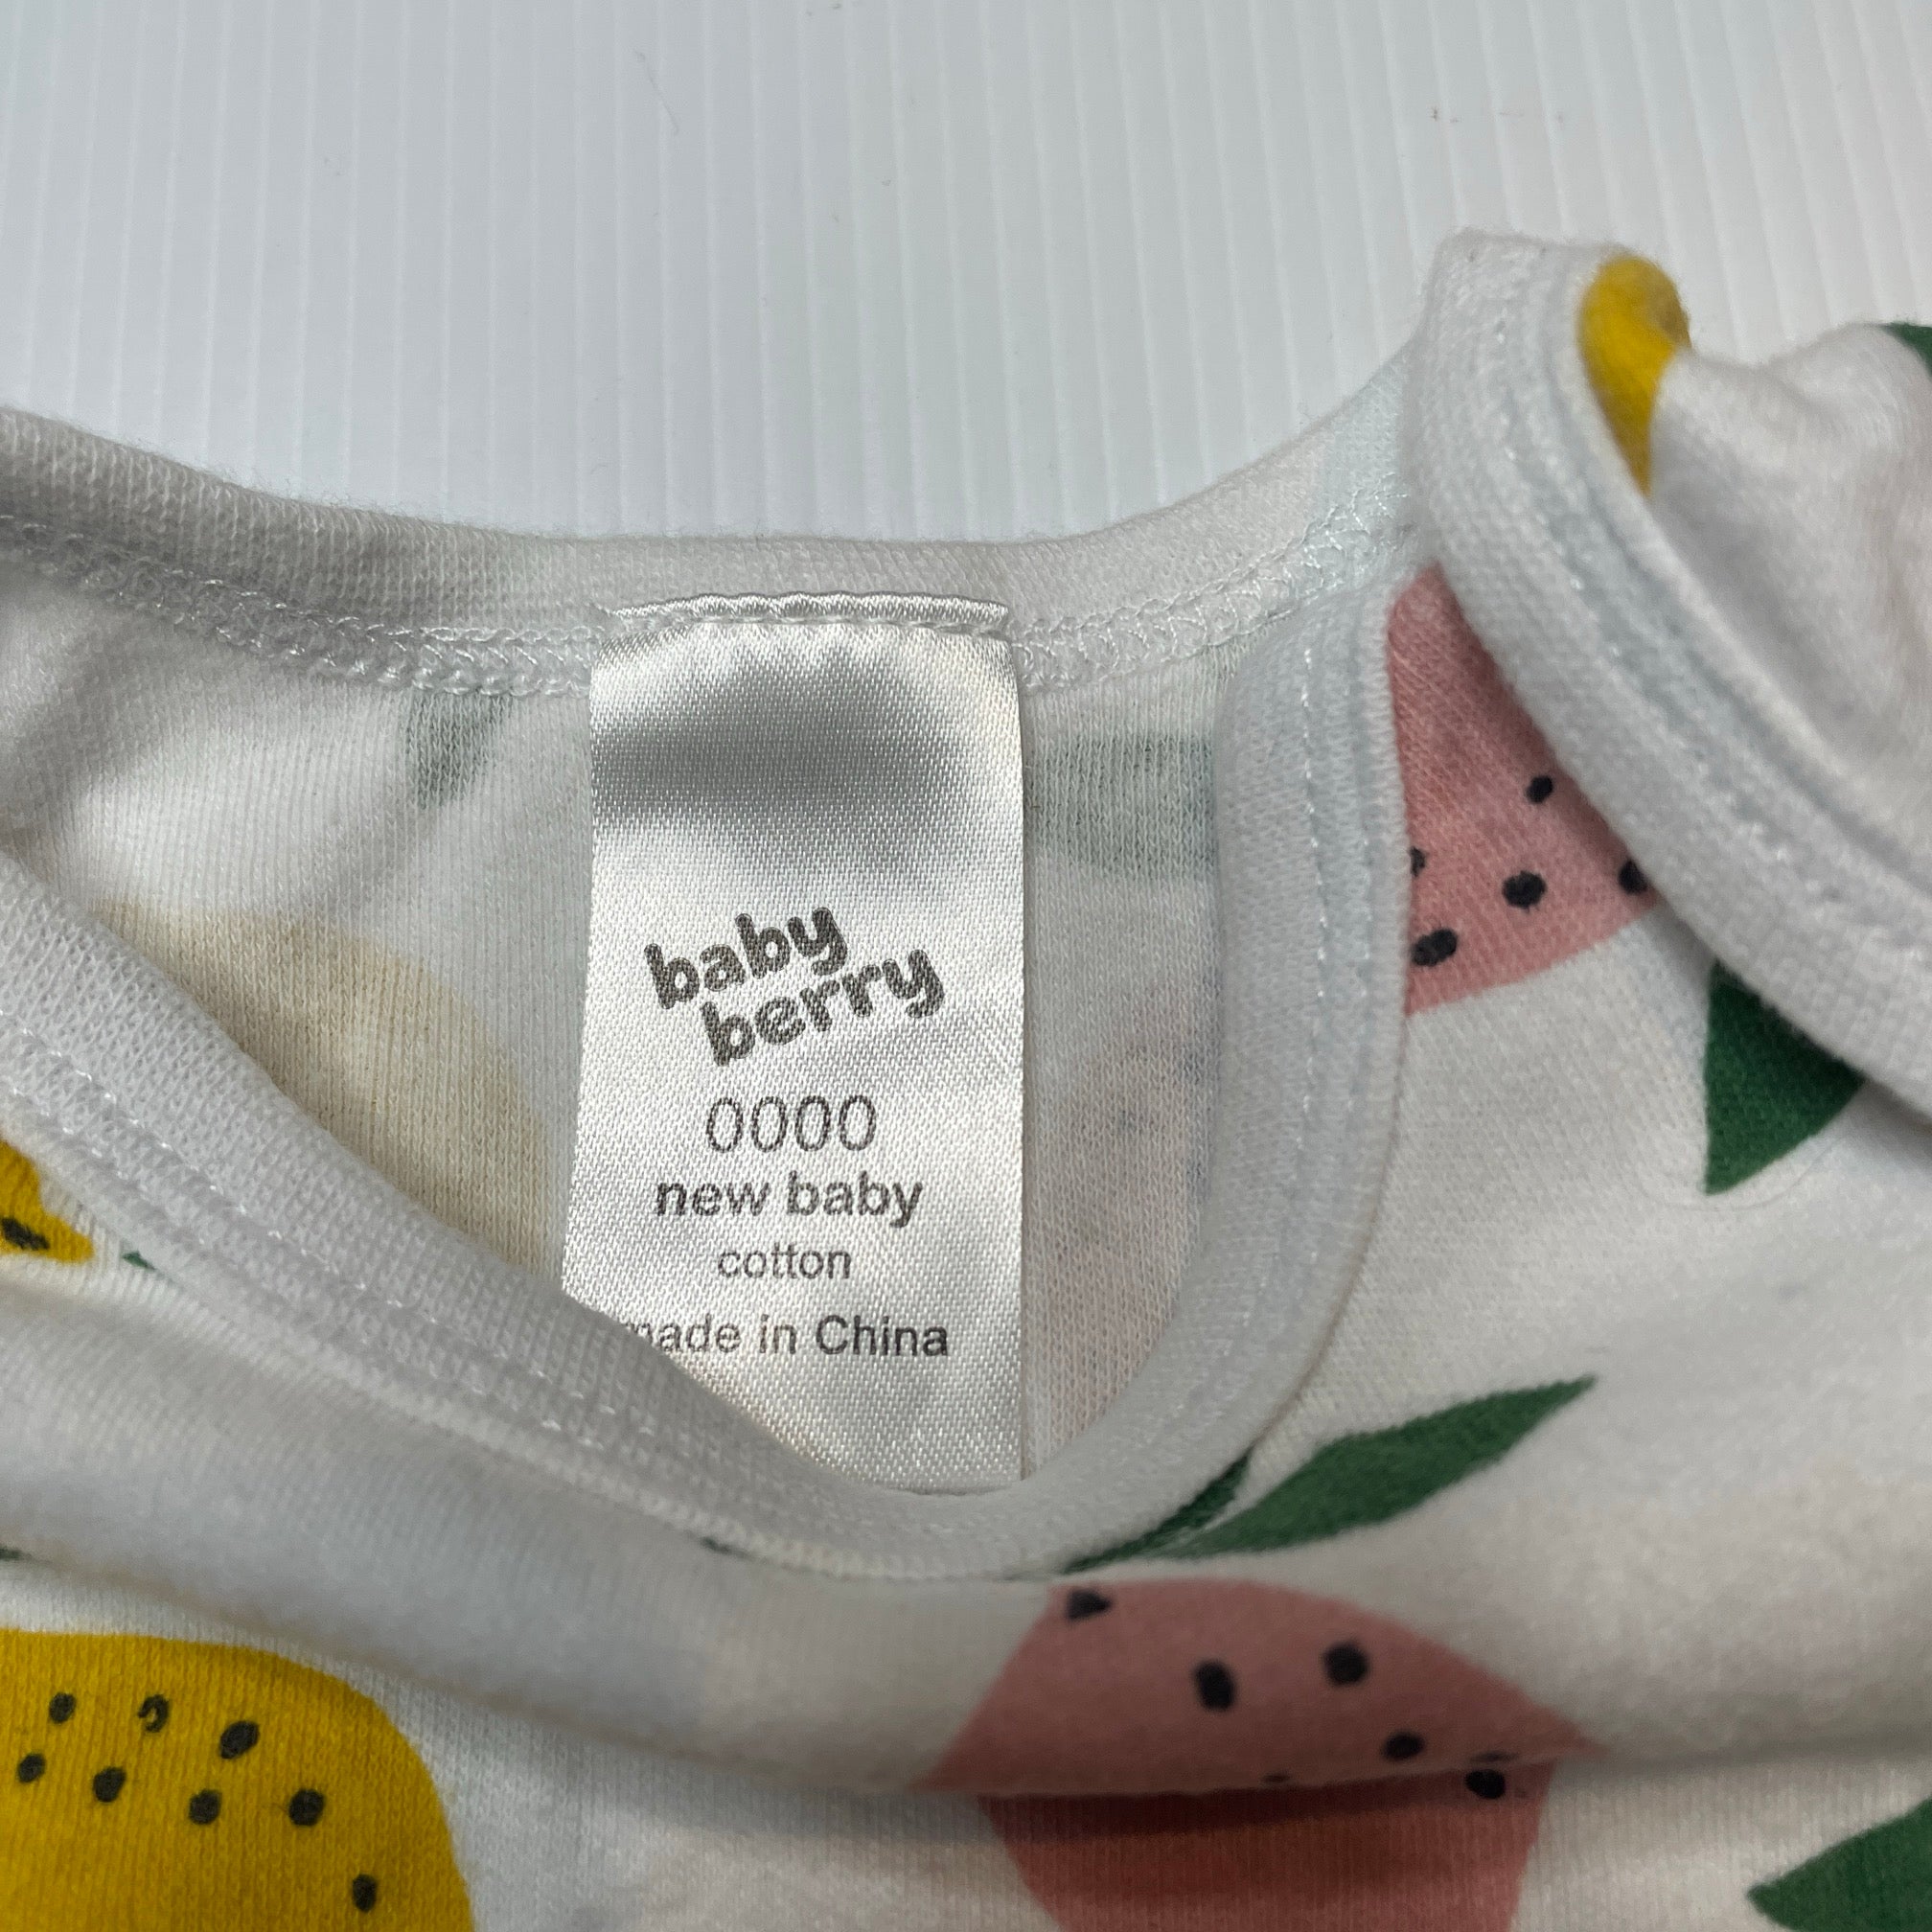 baby
berry
0000
new baby
cotton
made in China